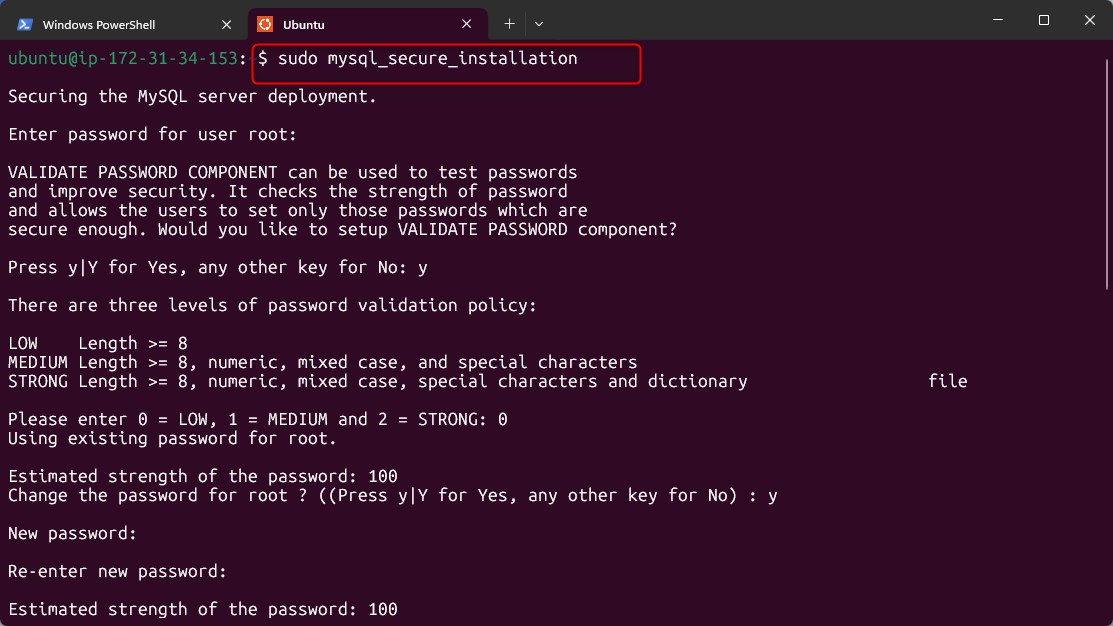 Windows PowerShell
Ubuntu
ubuntu@ip-172-31-34-153: $ sudo mysql_secure_installation
Securing the MySQL server deployment.
Enter password for user root:
VALIDATE PASSWORD COMPONENT can be used to test passwords
and improve security. It checks the strength of password
and allows the users to set only those passwords which are
secure enough. Would you like to setup VALIDATE PASSWORD component?
Press y|Y for Yes, any other key for No: y
There are three levels of password validation policy:
LOW    Length >= 8
MEDIUM Length >= 8, numeric, mixed case, and special characters
STRONG Length >= 8, numeric, mixed case, special characters and dictionary                  file
Please enter 0 = LOW, 1 = MEDIUM and 2 = STRONG: 0
Using existing password for root.
Estimated strength of the password: 100
Change the password for root ? ((Press y|Y for Yes, any other key for No) : y
New password:
Re-enter new password:
Estimated strength of the password: 100